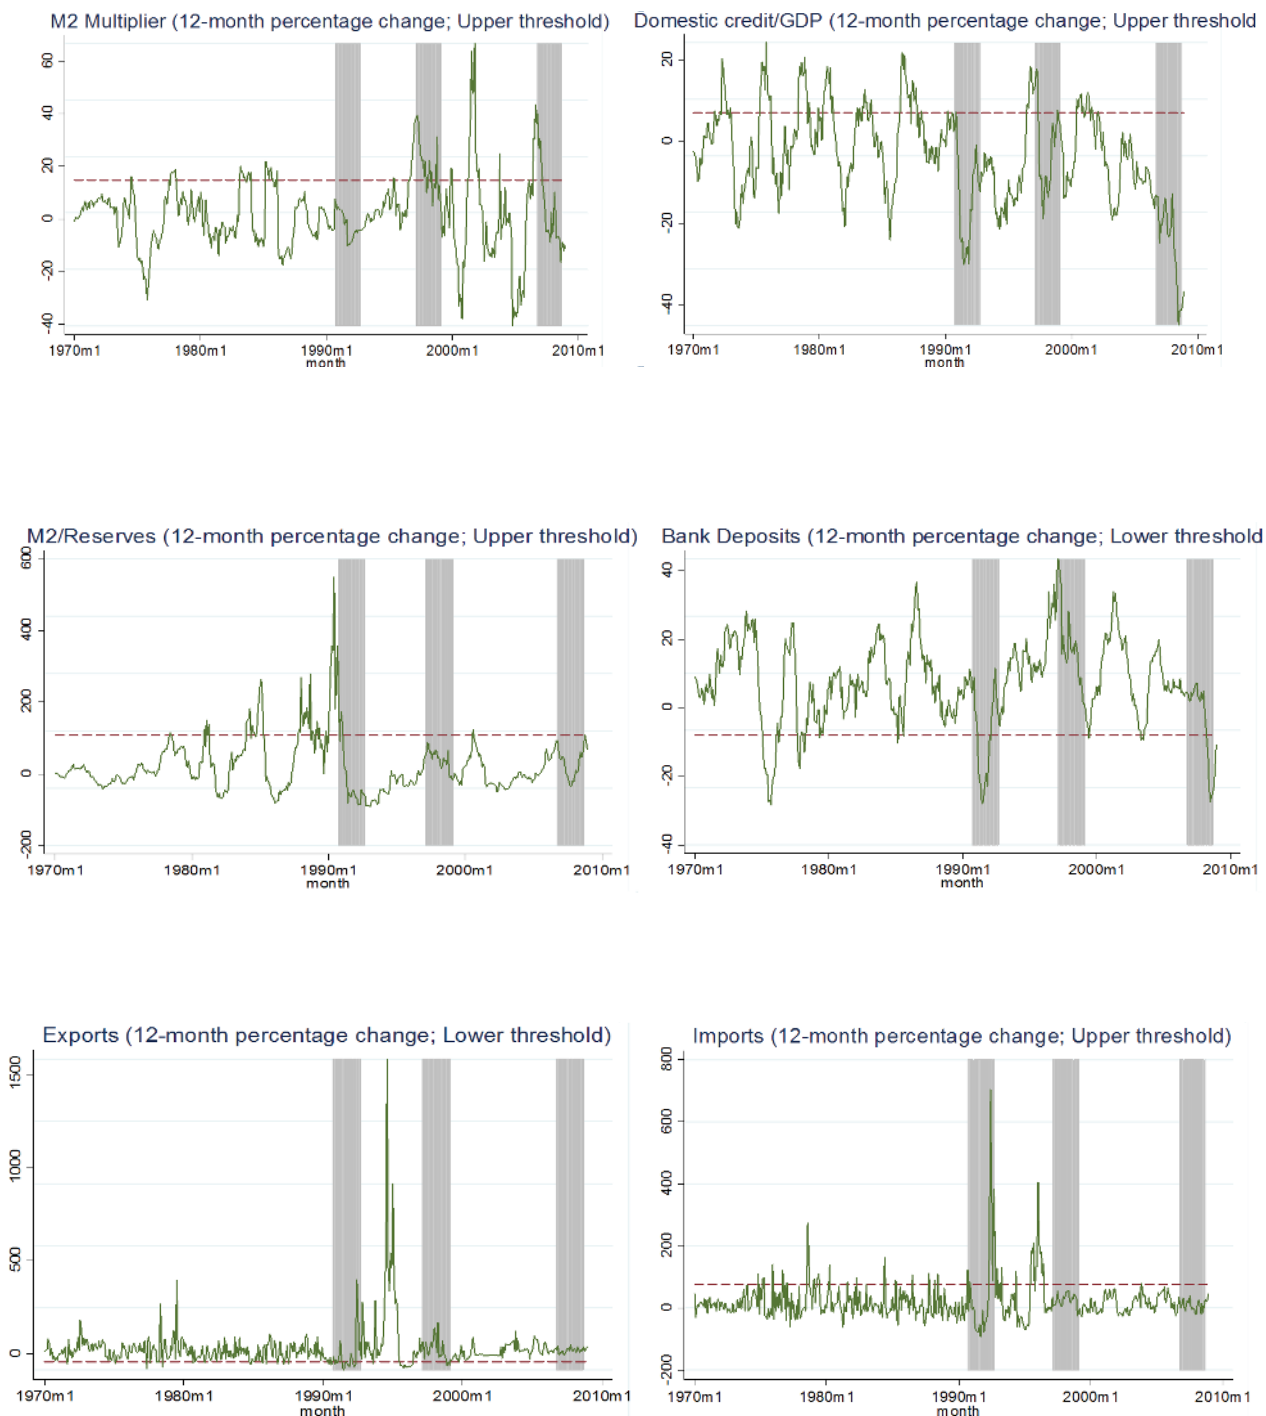 M2 Multiplier (12-month percentage change; Upper threshold)
60
40
20
0
-20
-40
1970m1 1980m1 1990m1 2000m1 2010m1
month
Domestic credit/GDP (12-month percentage change; Upper threshold
20
0
-20
-40
1970m1 1980m1 1990m1 2000m1 2010m1
month
M2/Reserves (12-month percentage change; Upper threshold)
600
400
200
0
-200
1970m1 1980m1 1990m1 2000m1 2010m1
month
Bank Deposits (12-month percentage change; Lower threshold
40
20
0
-20
-40
1970m1 1980m1 1990m1 2000m1 2010m1
month
Exports (12-month percentage change; Lower threshold)
1500
1000
500
0
1970m1 1980m1 1990m1 2000m1 2010m1
month
Imports (12-month percentage change; Upper threshold)
800
600
400
200
0
-200
1970m1 1980m1 1990m1 2000m1 2010m1
month